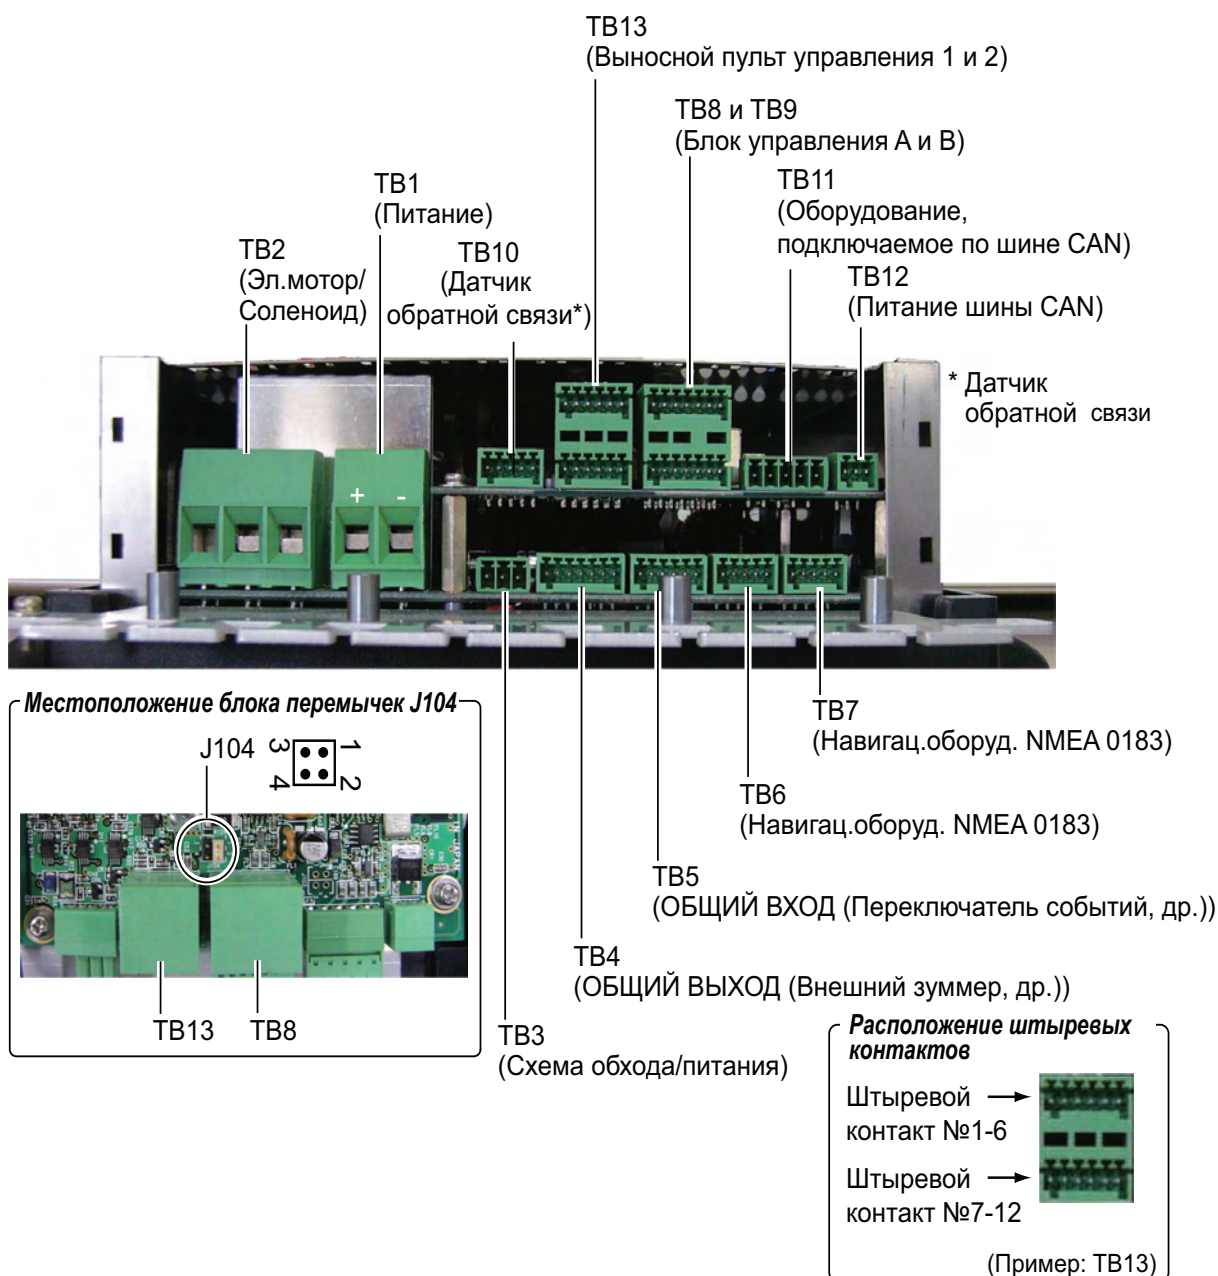 TB13
(Выносной пульт управления 1 и 2)
TB8 и TB9
(Блок управления A и B)
TB11
(Оборудование,
подключаемое по шине CAN)
TB1
(Питание)
TB2
(Эл.мотор/
Соленоид)
TB10
(Датчик
обратной связи*)
TB12
(Питание шины CAN)
* Датчик
обратной связи
+ -
Местоположение блока перемычек J104
J104
3 1
4 2
TB13 TB8
TB7
(Навигац.оборуд. NMEA 0183)
TB6
(Навигац.оборуд. NMEA 0183)
TB5
(ОБЩИЙ ВХОД (Переключатель событий, др.))
TB4
(ОБЩИЙ ВЫХОД (Внешний зуммер, др.))
TB3
(Схема обхода/питания)
Расположение штыревых
контактов
Штыревой
контакт №1-6
Штыревой
контакт №7-12
(Пример: TB13)